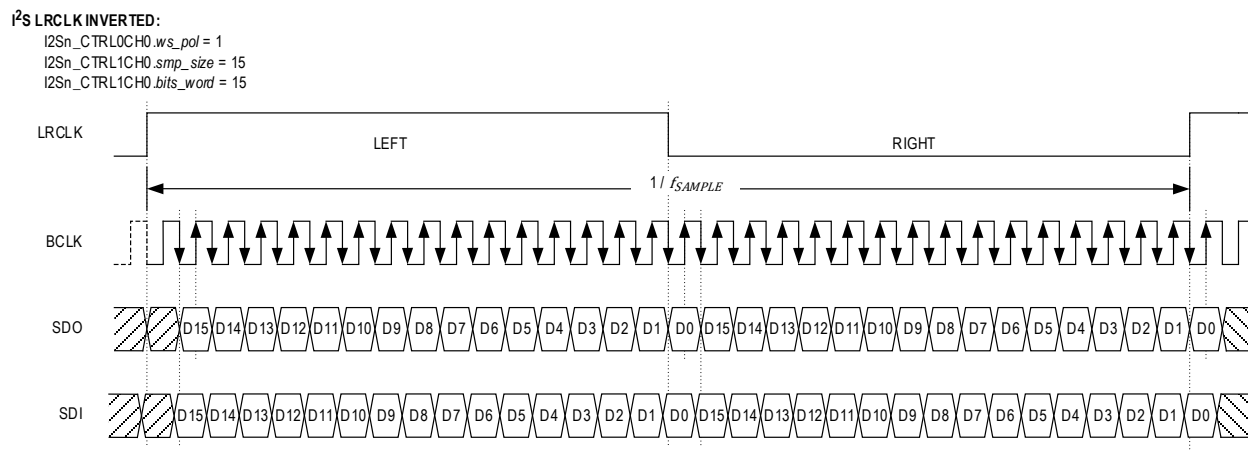 I²S LRCLK INVERTED:
I2Sn_CTRL0CH0.ws_pol = 1
I2Sn_CTRL1CH0.smp_size = 15
I2Sn_CTRL1CH0.bits_word = 15
LRCLK LEFT RIGHT
1 / fSAMPLE
BCLK
SDO D15 D14 D13 D12 D11 D10 D9 D8 D7 D6 D5 D4 D3 D2 D1 D0 D15 D14 D13 D12 D11 D10 D9 D8 D7 D6 D5 D4 D3 D2 D1 D0
SDI D15 D14 D13 D12 D11 D10 D9 D8 D7 D6 D5 D4 D3 D2 D1 D0 D15 D14 D13 D12 D11 D10 D9 D8 D7 D6 D5 D4 D3 D2 D1 D0